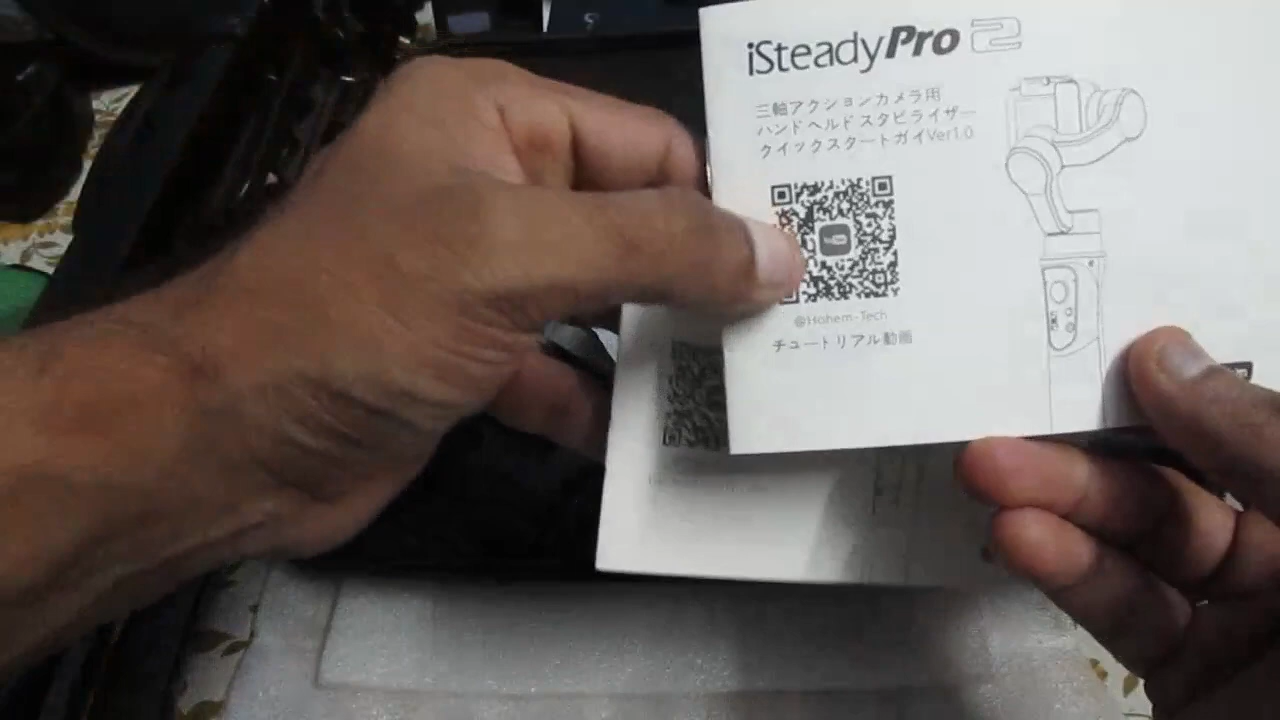 iSteadyPro 2
三軸アクションカメラ用
ハンドヘルドスタビライザー
クイックスタートガイVer1.0
@Hohem-Tech
チュートリアル動画